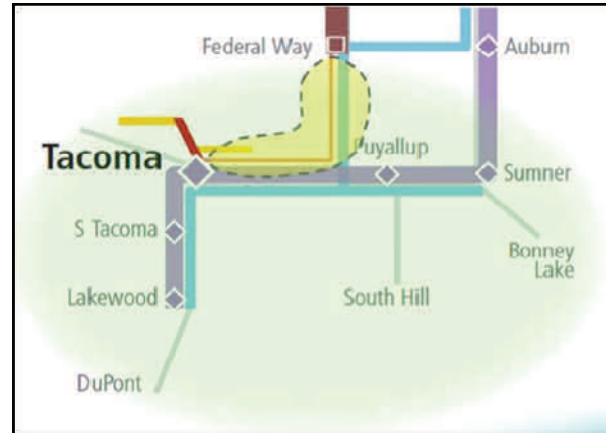 Federal Way
Auburn
Tacoma
Puyallup
Sumner
S Tacoma
Bonney
Lake
Lakewood
South Hill
DuPont